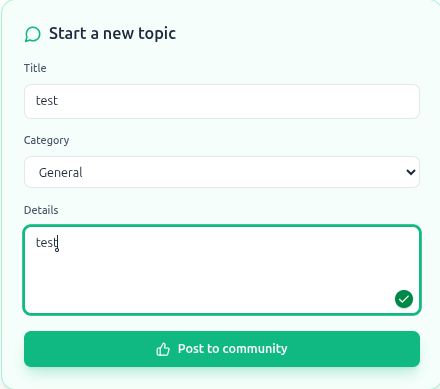 Start a new topic
Title
test
Category
General
Details
test
Post to community